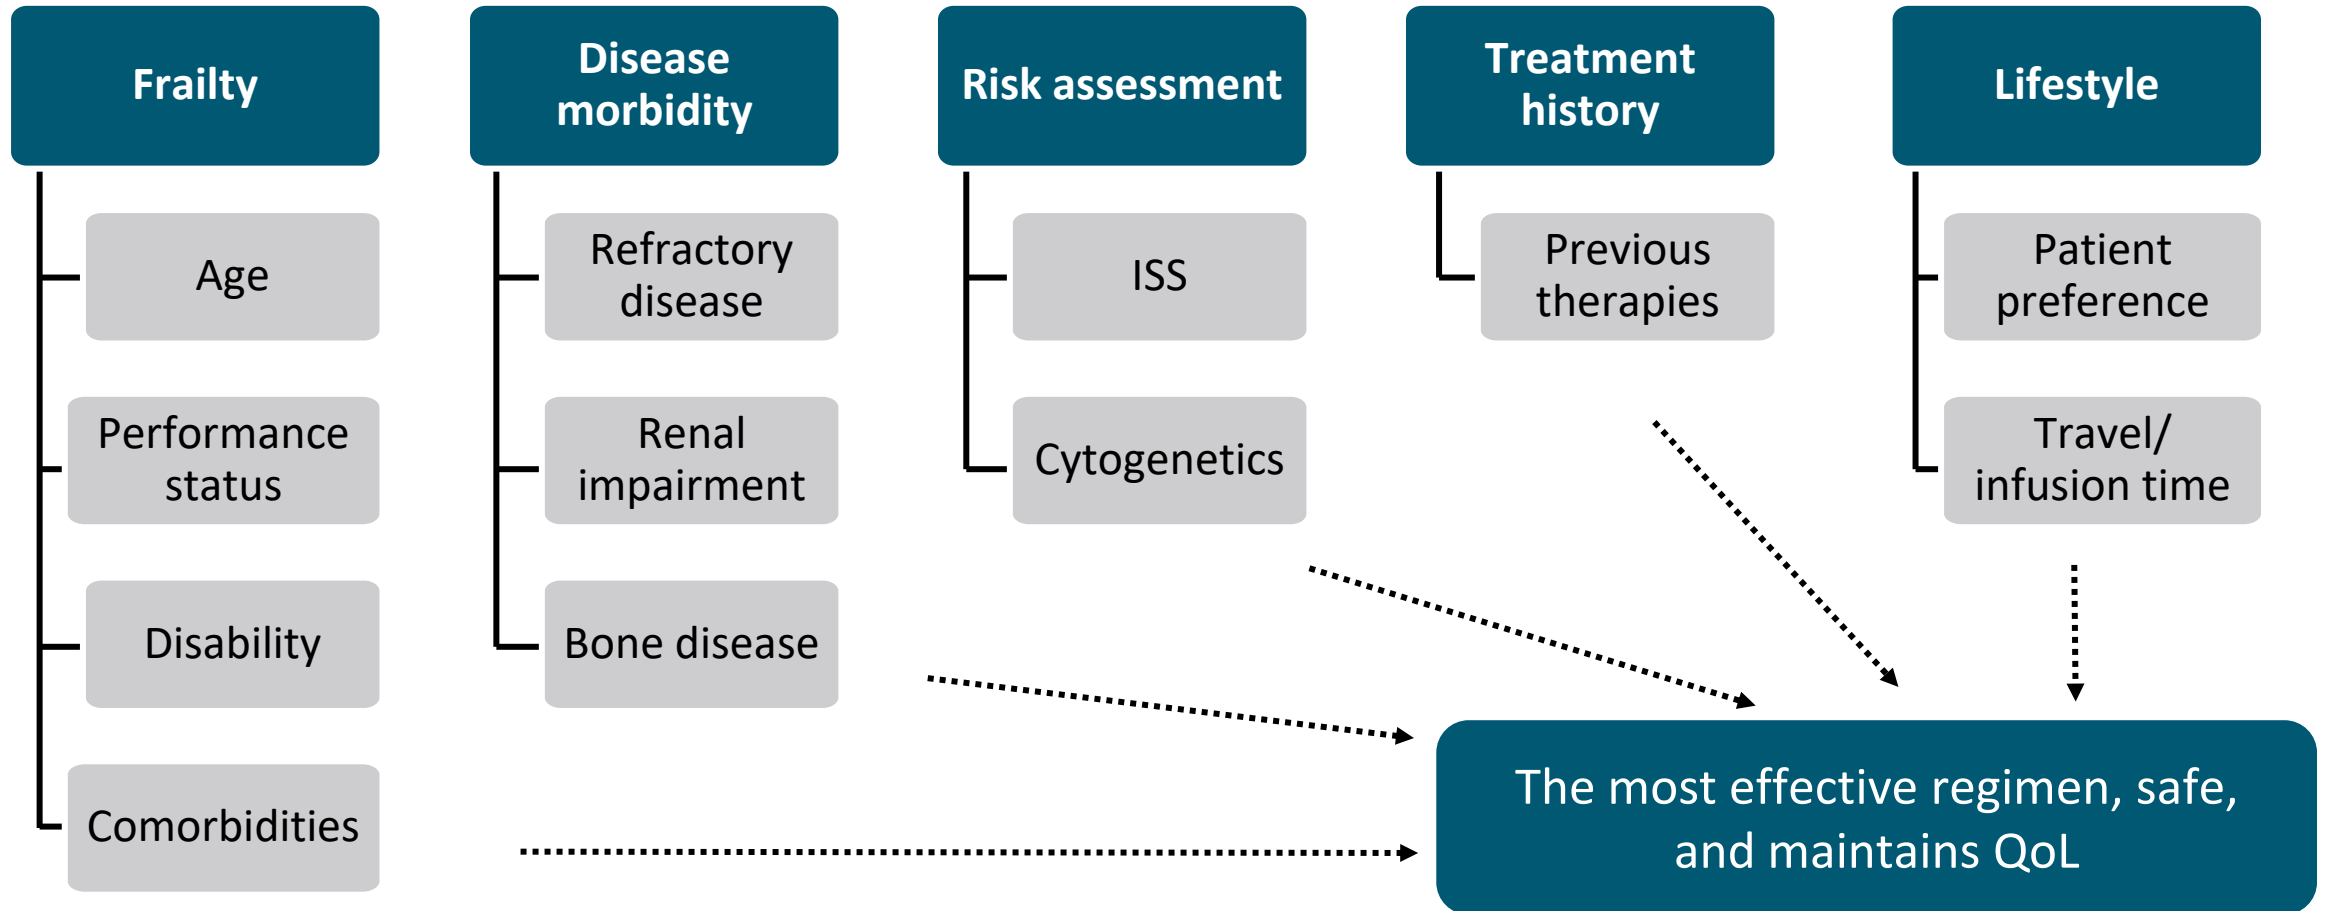 Frailty
Age
Performance
status
Disability
Comorbidities
Disease
morbidity
Refractory
disease
Renal
impairment
Bone disease
Risk assessment
ISS
Cytogenetics
Treatment
history
Previous
therapies
Lifestyle
Patient
preference
Travel/
infusion time
The most effective regimen, safe,
and maintains QoL